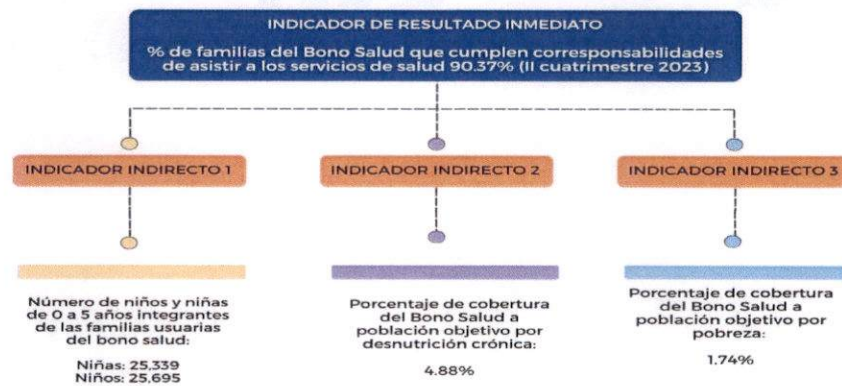 INDICADOR DE RESULTADO INMEDIATO
% de familias del Bono Salud que cumplen corresponsabilidades
de asistir a los servicios de salud 90.37% (II cuatrimestre 2023)
INDICADOR INDIRECTO 1
INDICADOR INDIRECTO 2
INDICADOR INDIRECTO 3
Número de niños y niñas
de 0 a 5 años integrantes
de las familias usuarias
del bono salud:
Niñas: 25,339
Niños: 25,695
Porcentaje de cobertura
del Bono Salud a
población objetivo por
desnutrición crónica:
4.88%
Porcentaje de cobertura
del Bono Salud a
población objetivo por
pobreza:
1.74%